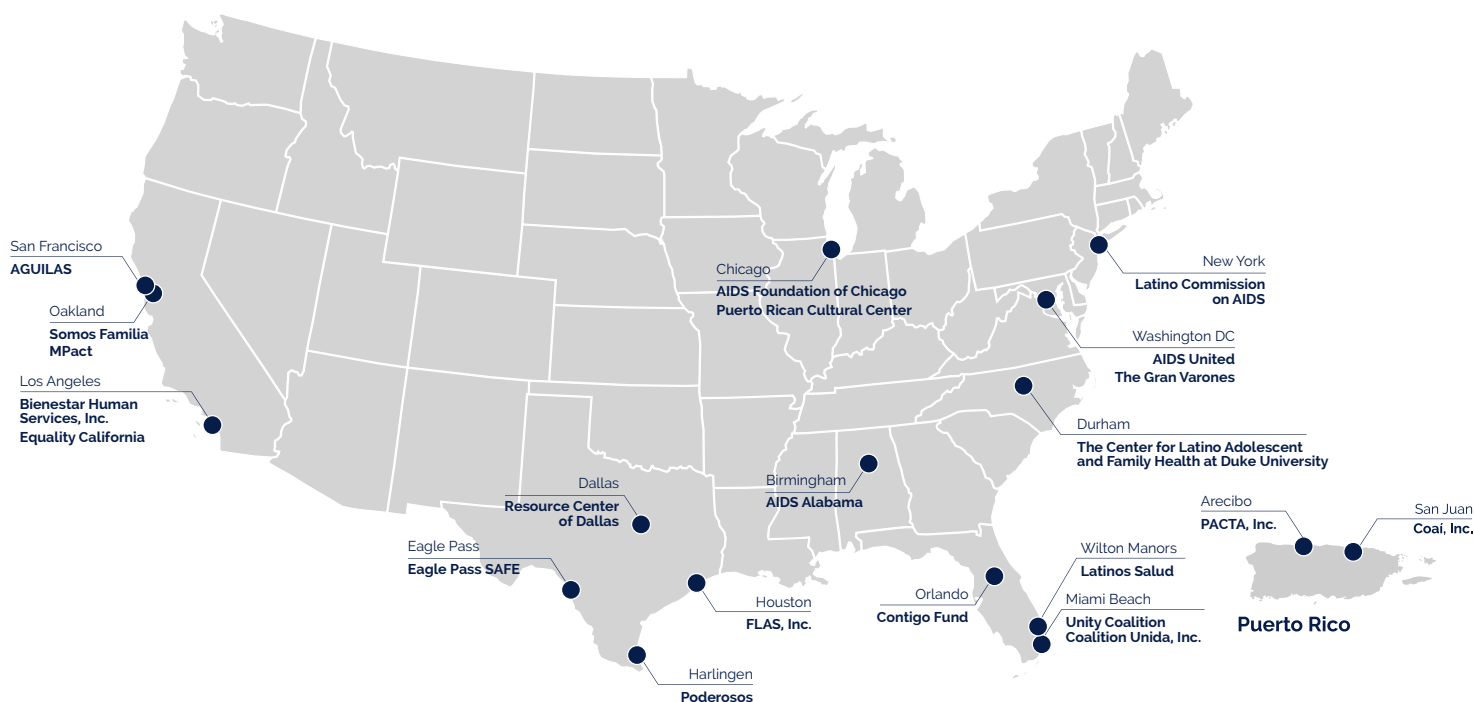 San Francisco
AGUILAS
Oakland
Somos Familia
MPact
Los Angeles
Bienestar Human
Services, Inc.
Equality California
Chicago
AIDS Foundation of Chicago
Puerto Rican Cultural Center
New York
Latino Commission
on AIDS
Washington DC
AIDS United
The Gran Varones
Durham
The Center for Latino Adolescent
and Family Health at Duke University
Birmingham
AIDS Alabama
Dallas
Resource Center
of Dallas
Eagle Pass
Eagle Pass SAFE
Houston
FLAS, Inc.
Harlingen
Poderosos
Orlando
Contigo Fund
Wilton Manors
Latinos Salud
Miami Beach
Unity Coalition
Coalition Unida, Inc.
Arecibo
PACTA, Inc.
San Juan
Coaí, Inc.
Puerto Rico